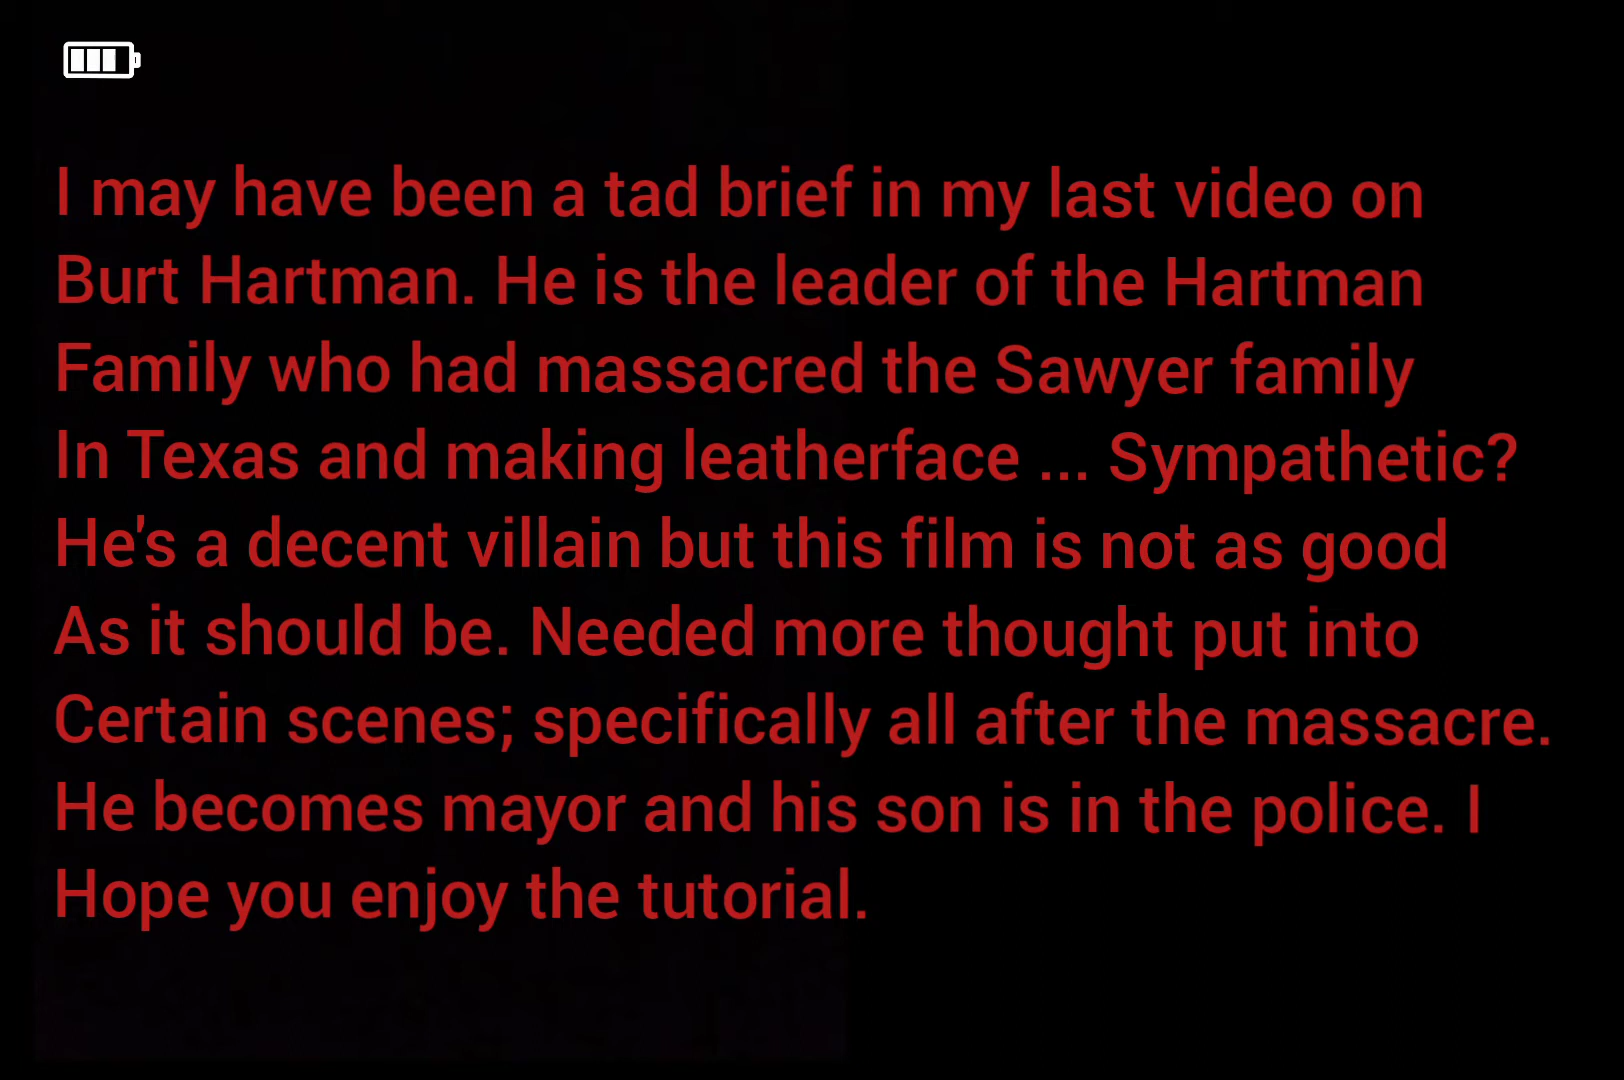 I may have been a tad brief in my last video on
Burt Hartman. He is the leader of the Hartman
Family who had massacred the Sawyer family
In Texas and making leatherface ... Sympathetic?
He's a decent villain but this film is not as good
As it should be. Needed more thought put into
Certain scenes; specifically all after the massacre.
He becomes mayor and his son is in the police. I
Hope you enjoy the tutorial.